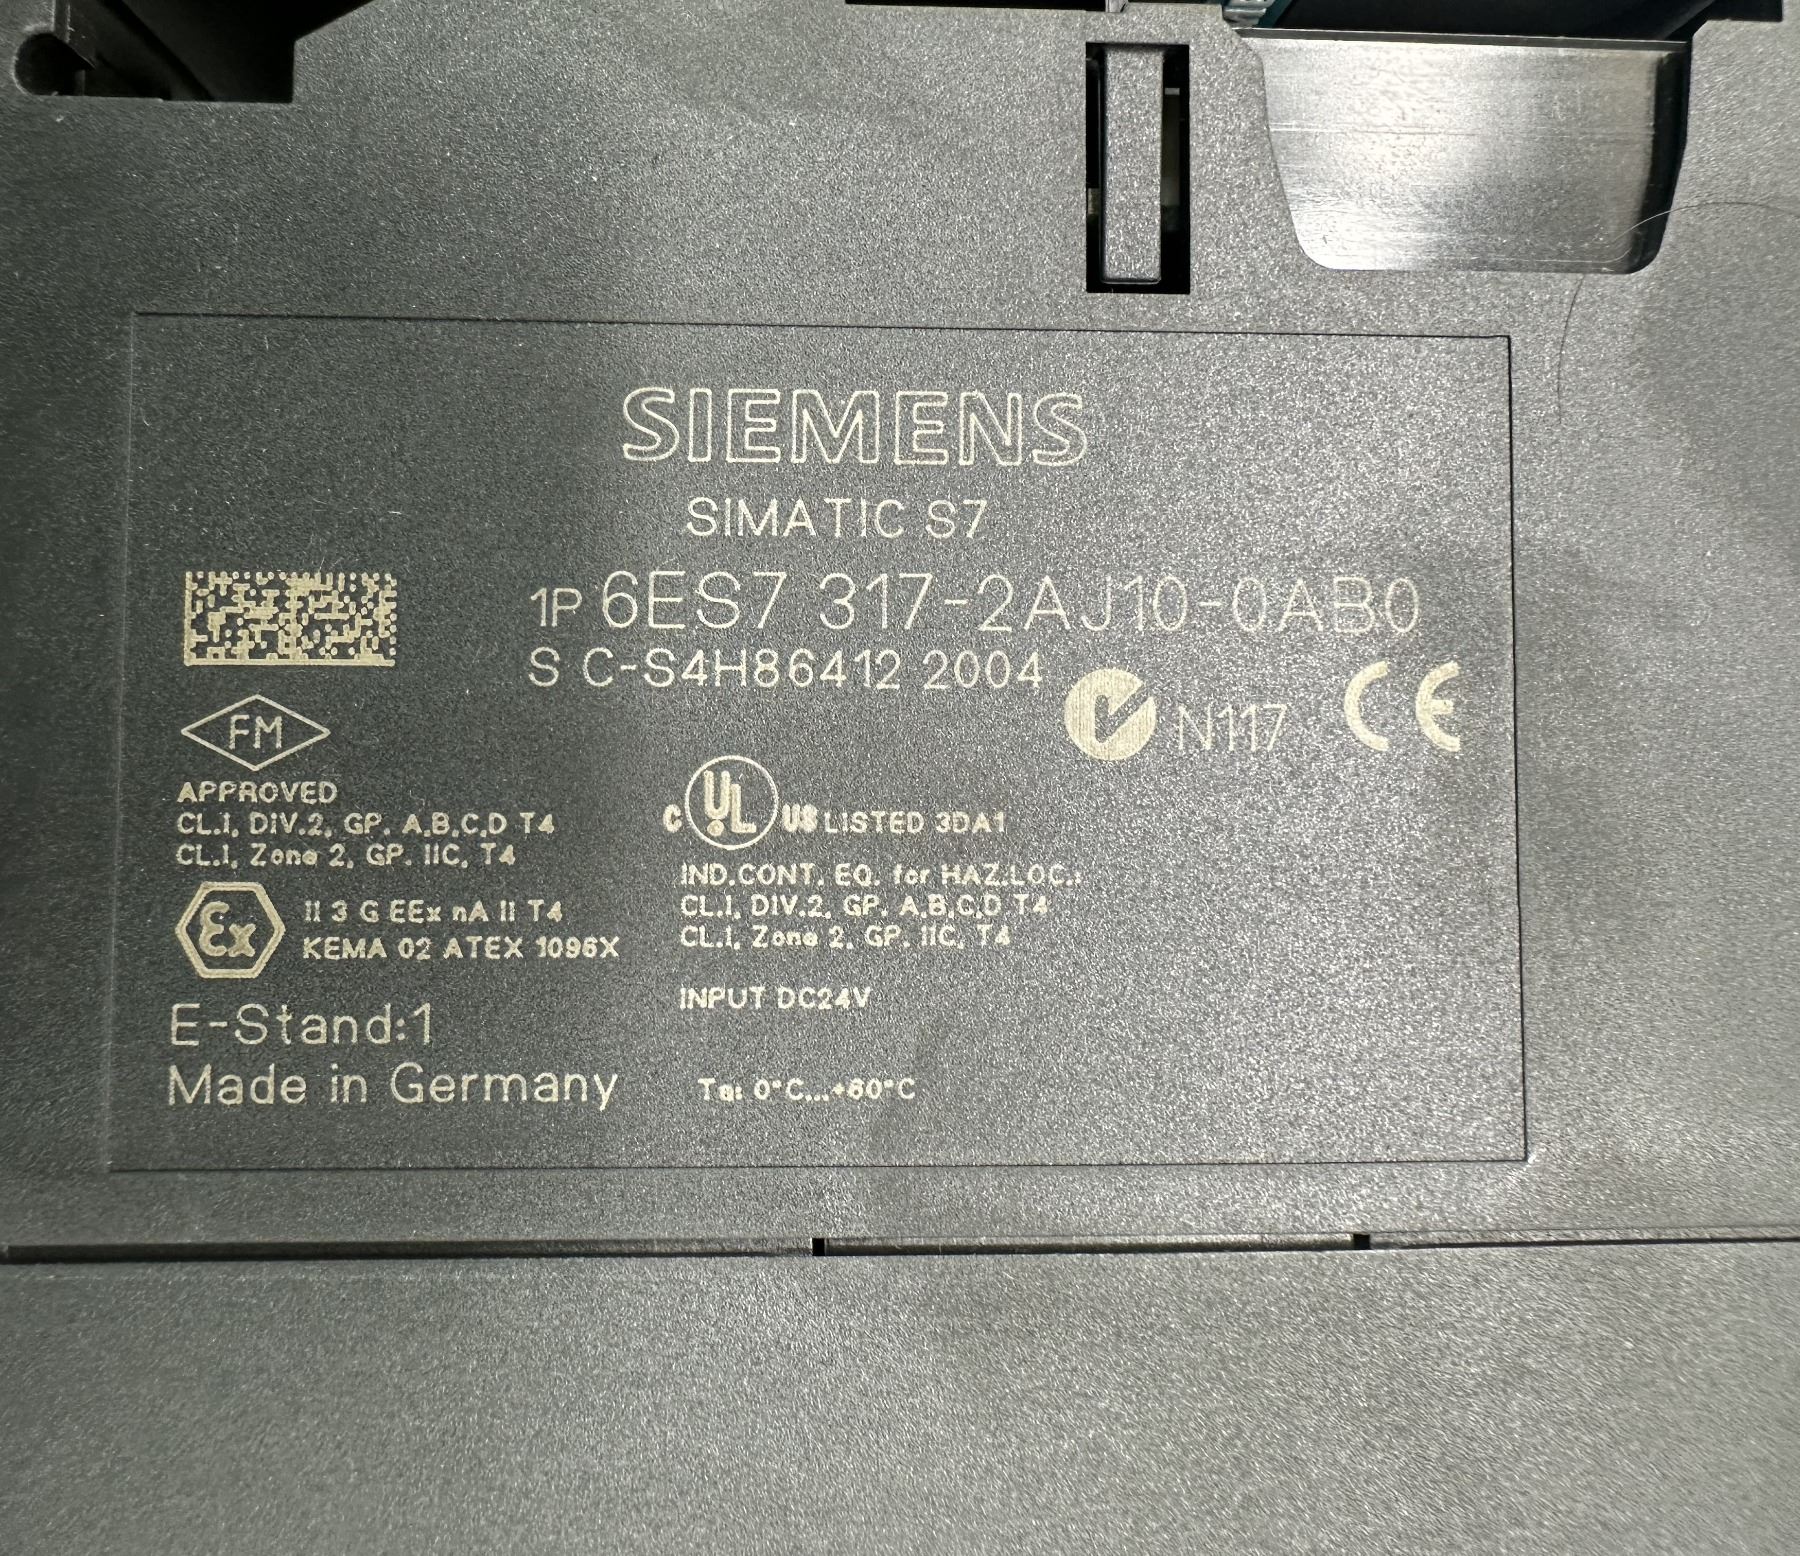 SIEMENS
SIMATIC S7
1P 6ES7 317-2AJ10-0AB0
S C-S4H86412 2004
N117 CE
FM
APPROVED
CL.I, DIV.2, GP. A,B,C,D T4
CL.I, Zone 2, GP. IIC, T4
Ex
II 3 G EEx nA II T4
KEMA 02 ATEX 1096X
E-Stand:1
Made in Germany
C UL US LISTED 3DA1
IND.CONT. EQ. for HAZ.LOC.:
CL.I, DIV.2, GP. A,B,C,D T4
CL.I, Zone 2, GP. IIC, T4
INPUT DC24V
Ta: 0°C...+60°C